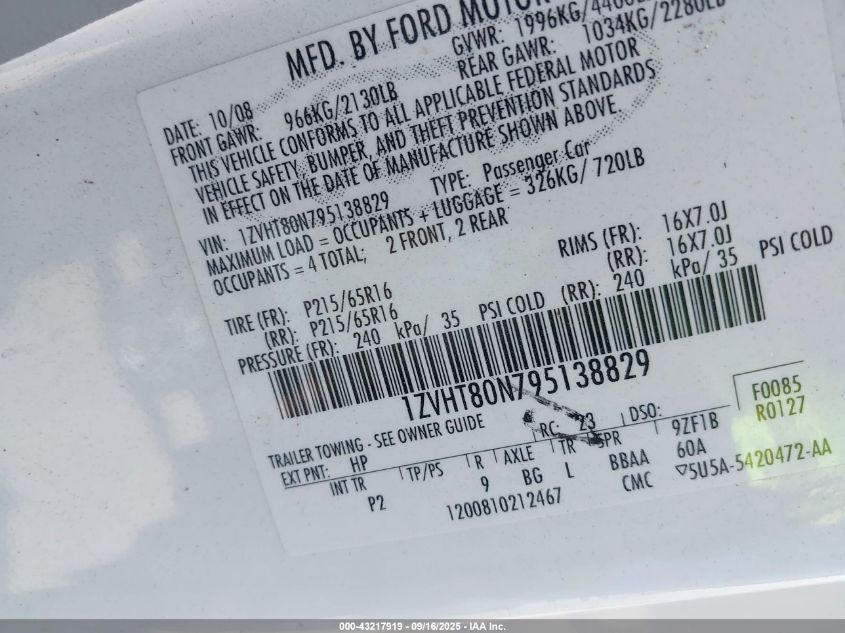 MFD. BY FORD MOTOR
DATE: 10/08 GVWR: 1996KG/
FRONT GAWR: 966KG/2130LB REAR GAWR: 1034KG/2280LB
THIS VEHICLE CONFORMS TO ALL APPLICABLE FEDERAL MOTOR
VEHICLE SAFETY, BUMPER, AND THEFT PREVENTION STANDARDS
IN EFFECT ON THE DATE OF MANUFACTURE SHOWN ABOVE.
VIN: 1ZVHT80N795138829 TYPE: Passenger Car
MAXIMUM LOAD = OCCUPANTS + LUGGAGE = 326KG/ 720LB
OCCUPANTS = 4 TOTAL; 2 FRONT, 2 REAR
TIRE (FR): P215/65R16 RIMS (FR): 16X7.0J
(RR): P215/65R16 (RR): 16X7.0J
PRESSURE (FR): 240 kPa/ 35 PSI COLD (RR): 240 kPa/ 35 PSI COLD
1ZVHT80N795138829
F0085
R0127
TRAILER TOWING - SEE OWNER GUIDE RC: 23 DSO:
EXT PNT: HP 9ZF1B
INT TR TP/PS R AXLE TR SPR 60A
P2 9 BG L BBAA
1200810212467 CMC ▽5U5A-5420472-AA
000-43217919 - 09/16/2025 - IAA Inc.